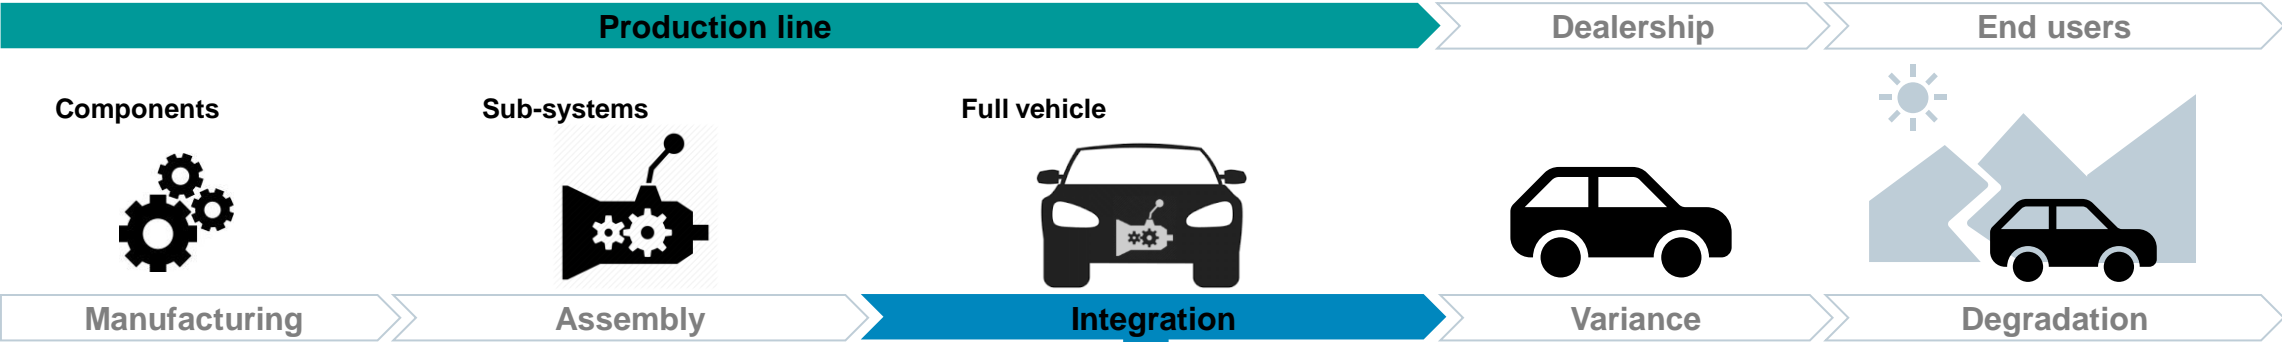 Production line
Dealership
End users
Components
Sub-systems
Full vehicle
Manufacturing
Assembly
Integration
Variance
Degradation